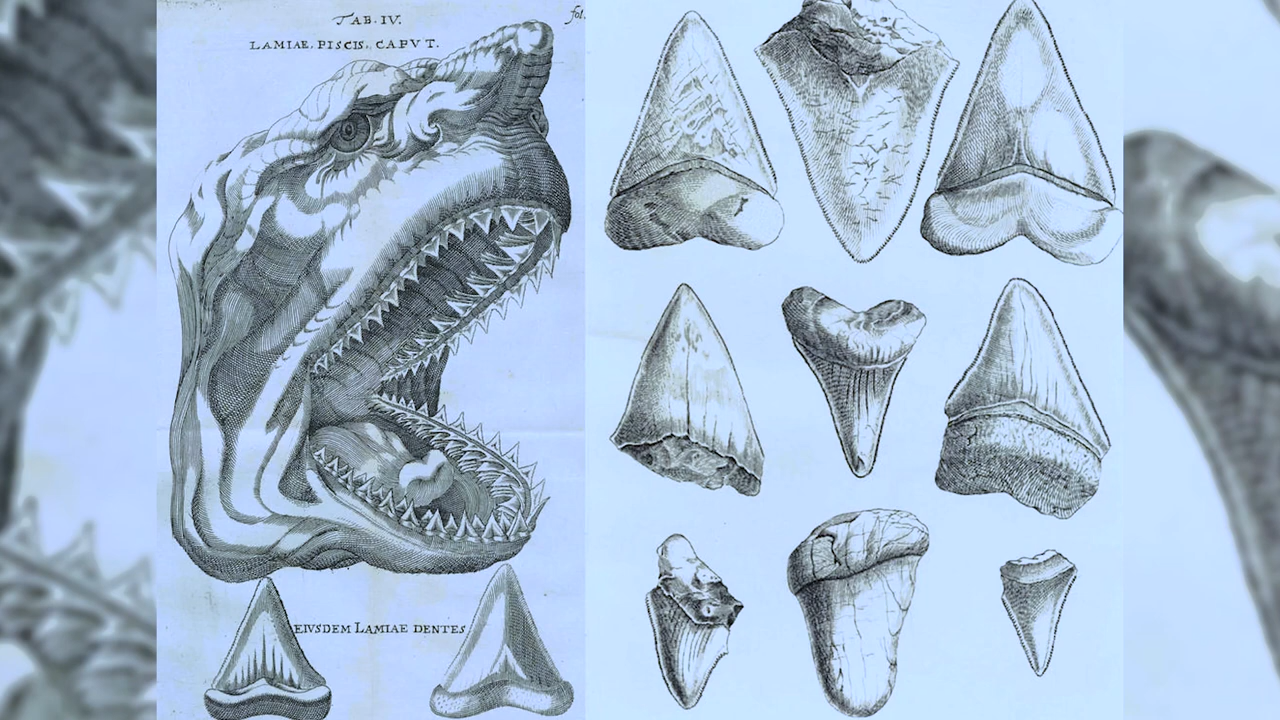 TAB. IV.
fol.
LAMIAE. PISCIS. CAPVT.
EIVSDEM LAMIAE DENTES